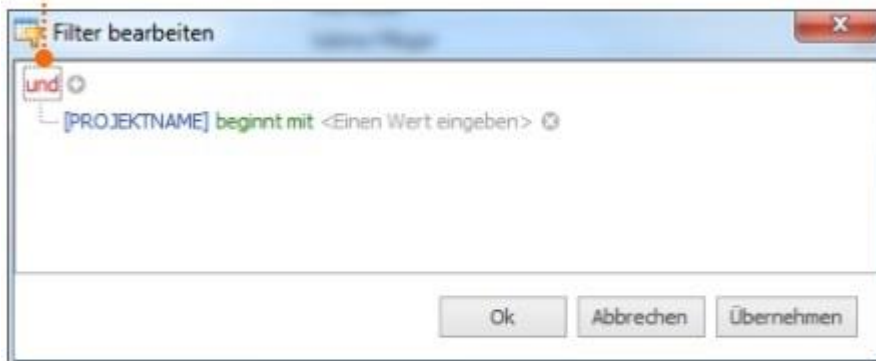 Filter bearbeiten
und
[PROJEKTNAME] beginnt mit <Einen Wert eingeben>
Ok Abbrechen Übernehmen